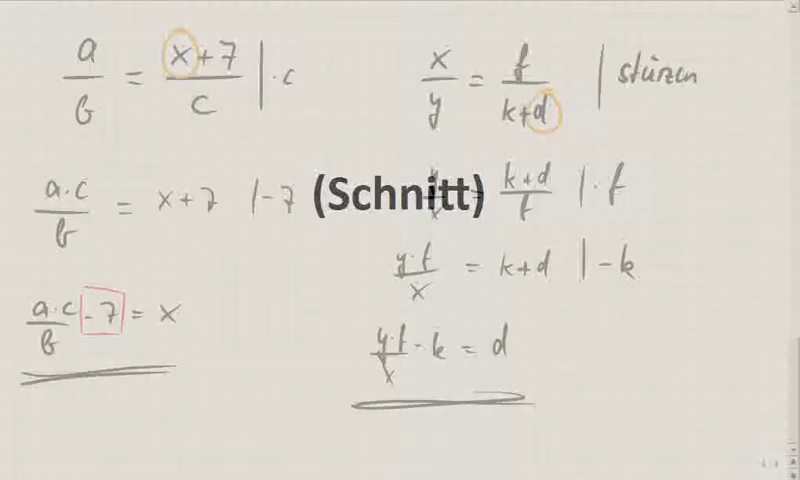 a/b = x+7/c | ·c
a·c/b = x+7 | -7
a·c/b - 7 = x
x/y = f/k+d | stürzen
(Schnitt)
y/x = k+d/f | · f
y·f/x = k+d | - k
y·f/x - k = d